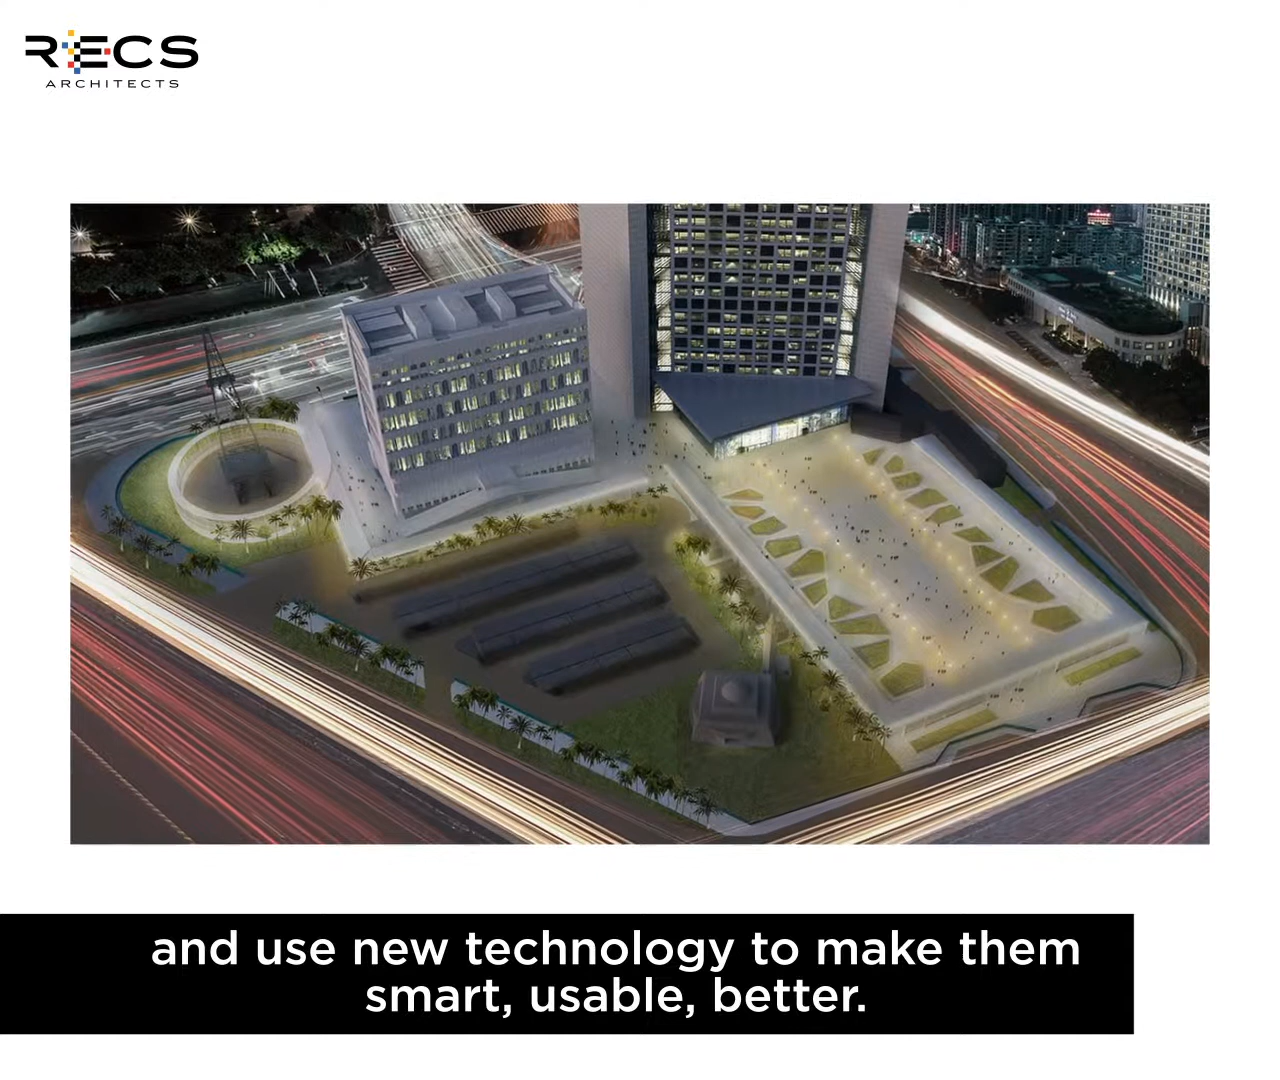 RECS
ARCHITECTS
and use new technology to make them
smart, usable, better.